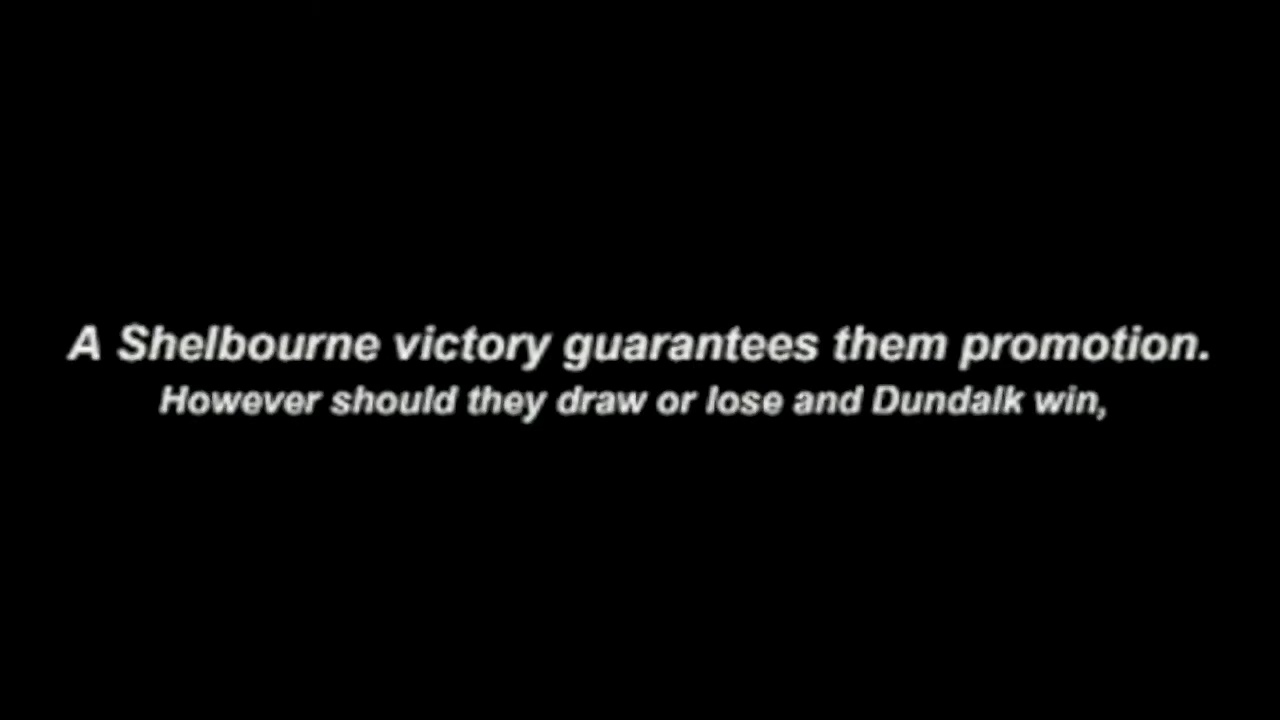 A Shelbourne victory guarantees them promotion.
However should they draw or lose and Dundalk win,